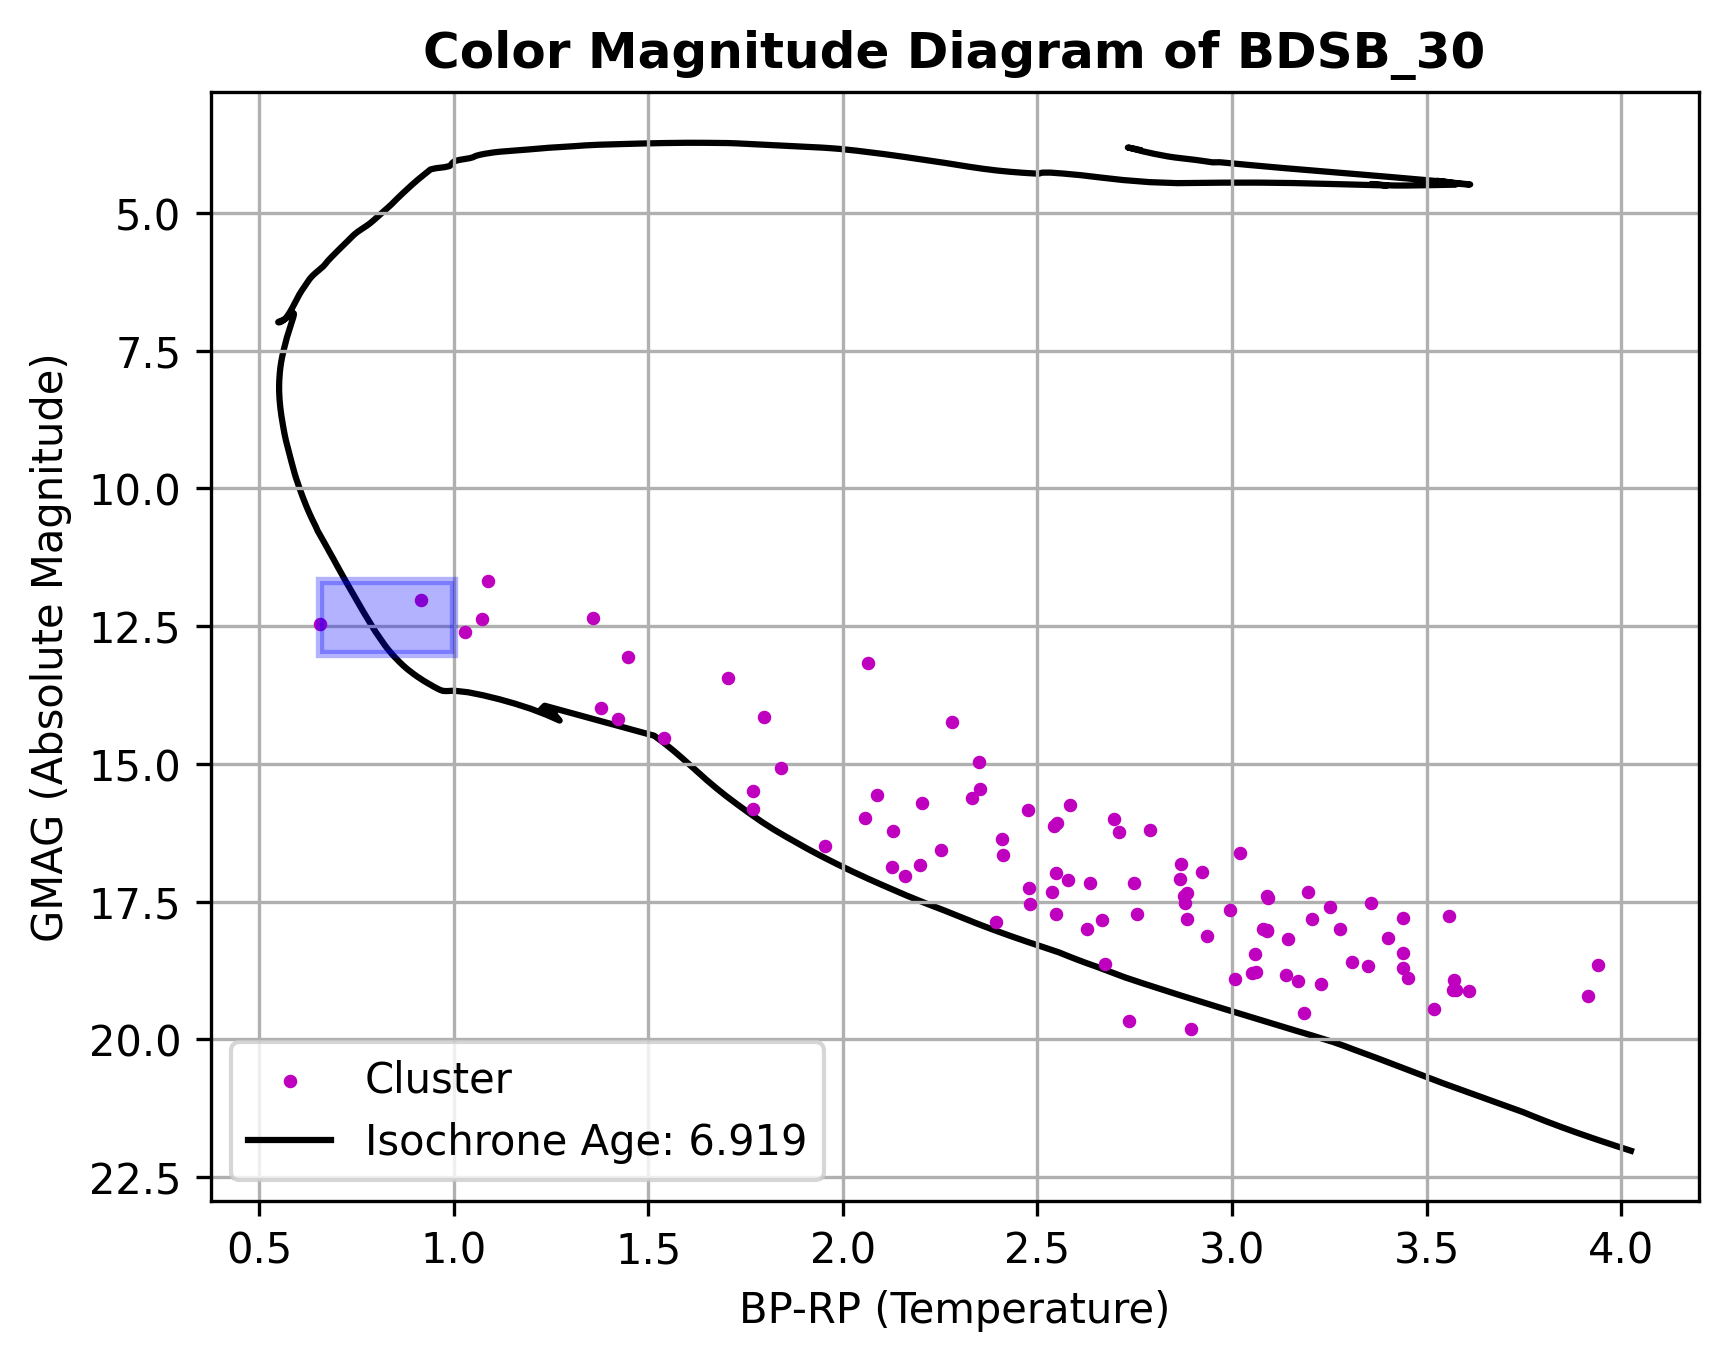 Color Magnitude Diagram of BDSB_30
GMAG (Absolute Magnitude)
5.0
7.5
10.0
12.5
15.0
17.5
20.0
22.5
Cluster
Isochrone Age: 6.919
0.5 1.0 1.5 2.0 2.5 3.0 3.5 4.0
BP-RP (Temperature)